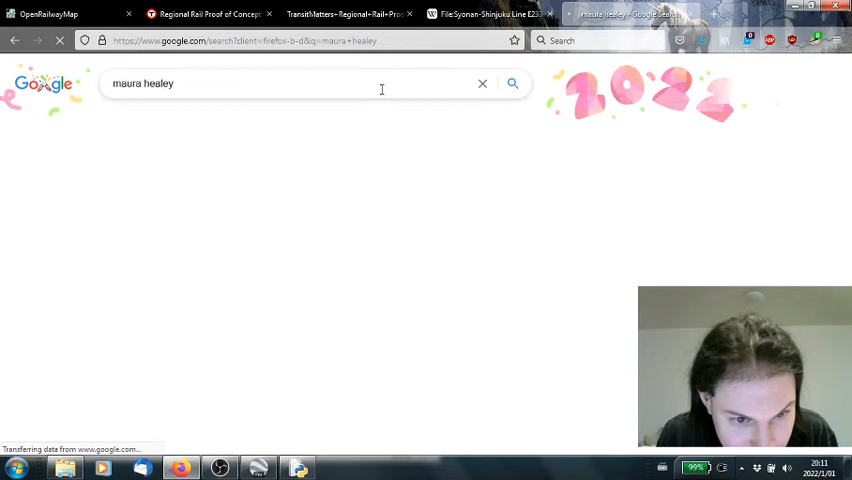 OpenRailwayMap
Regional Rail Proof of Concept
TransitMatters-Regional-Rail-Proo
File:Syonan-Shinjuku Line E233
maura healey - Google Search
https://www.google.com/search?client=firefox-b-d&q=maura+healey
Search
Google
maura healey
2022
Transferring data from www.google.com...
99%
20:11
2022/1/01